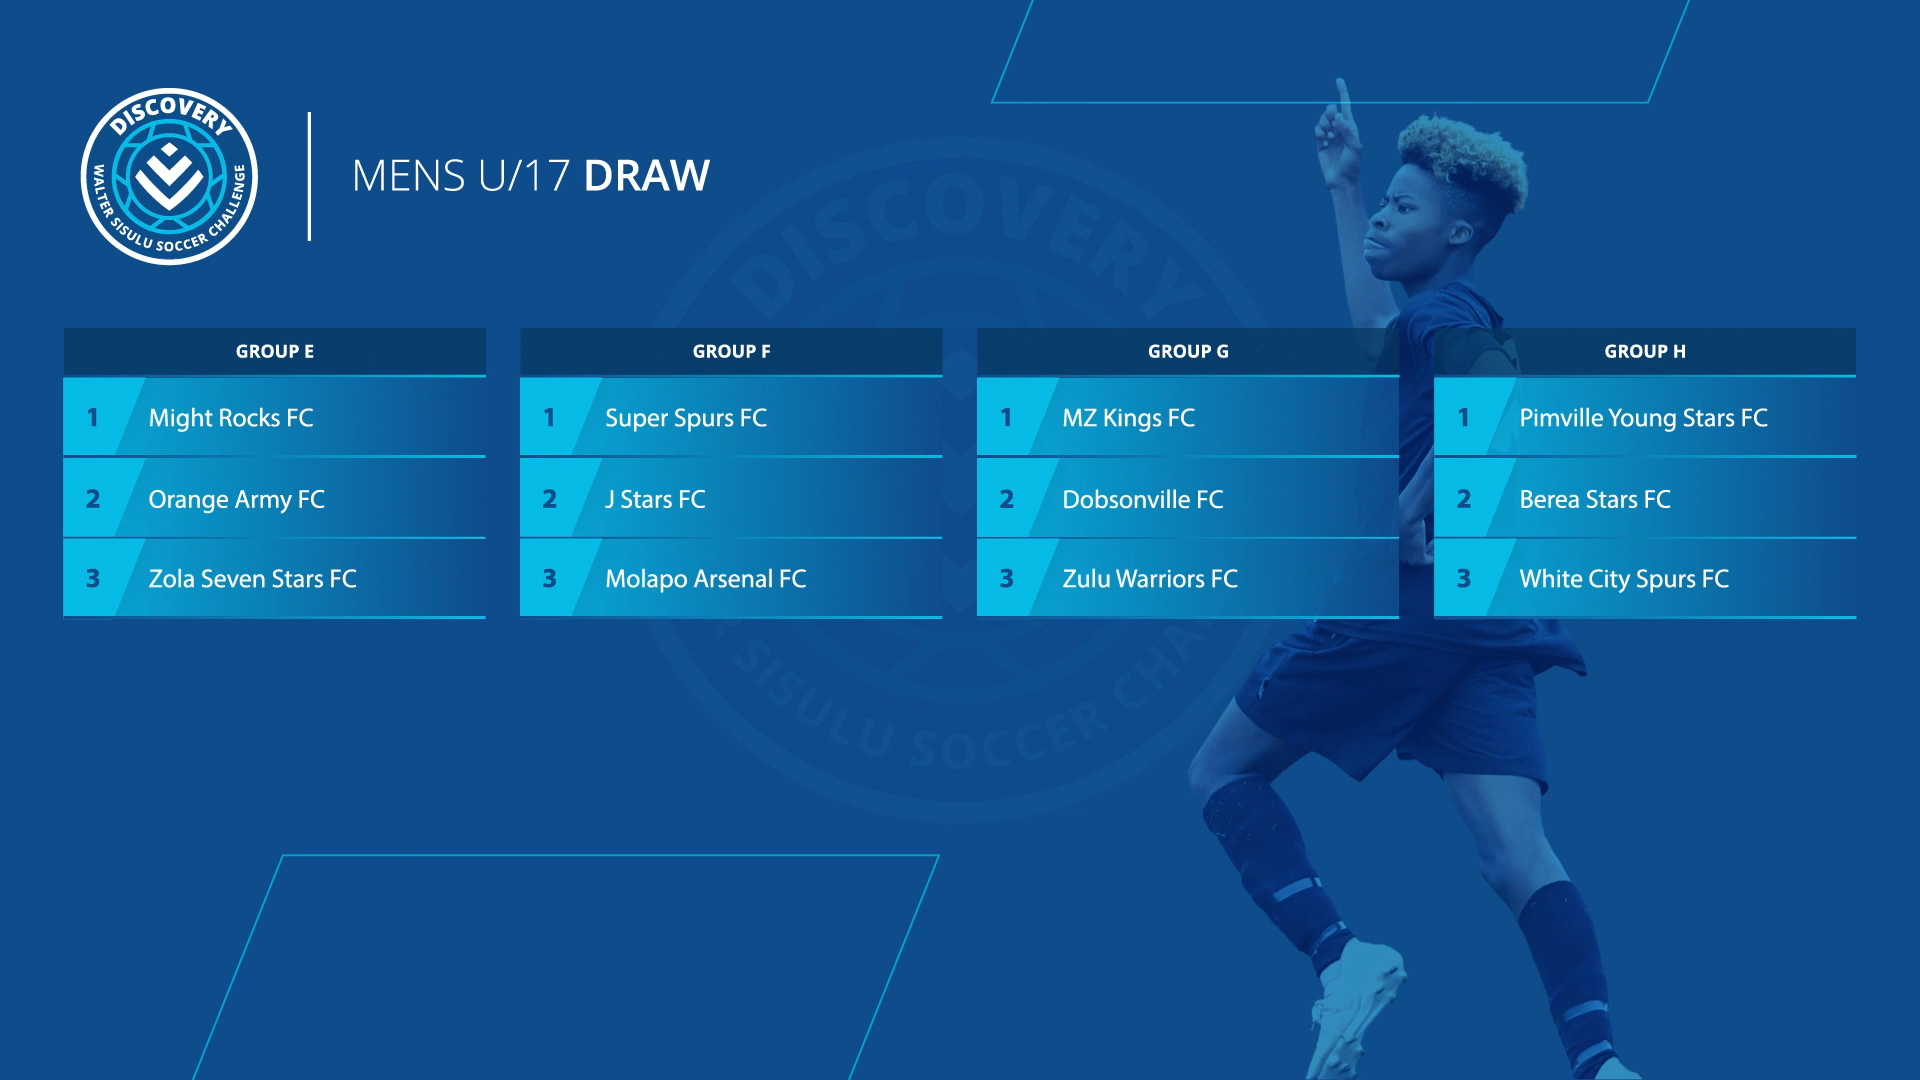 DISCOVERY
WALTER SISULU SOCCER CHALLENGE
MENS U/17 DRAW
DISCOVERY
SISULU SOCCER
GROUP E
1 Might Rocks FC
2 Orange Army FC
3 Zola Seven Stars FC
GROUP F
1 Super Spurs FC
2 J Stars FC
3 Molapo Arsenal FC
GROUP G
1 MZ Kings FC
2 Dobsonville FC
3 Zulu Warriors FC
GROUP H
1 Pimville Young Stars FC
2 Berea Stars FC
3 White City Spurs FC